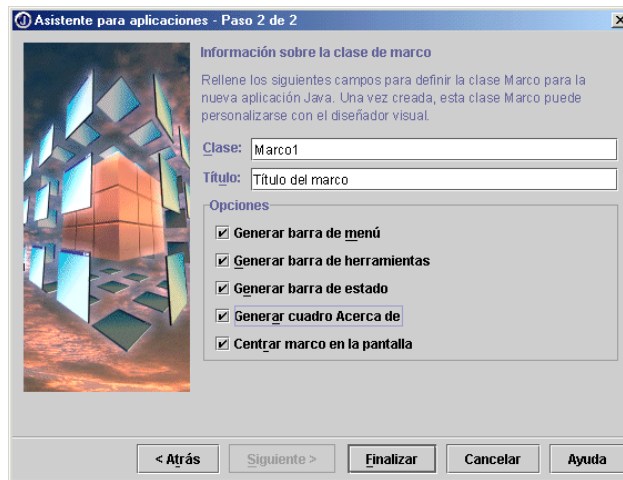 Asistente para aplicaciones - Paso 2 de 2
Información sobre la clase de marco
Rellene los siguientes campos para definir la clase Marco para la
nueva aplicación Java. Una vez creada, esta clase Marco puede
personalizarse con el diseñador visual.
Clase: Marco1
Título: Título del marco
Opciones
Generar barra de menú
Generar barra de herramientas
Generar barra de estado
Generar cuadro Acerca de
Centrar marco en la pantalla
< Atrás Siguiente > Finalizar Cancelar Ayuda